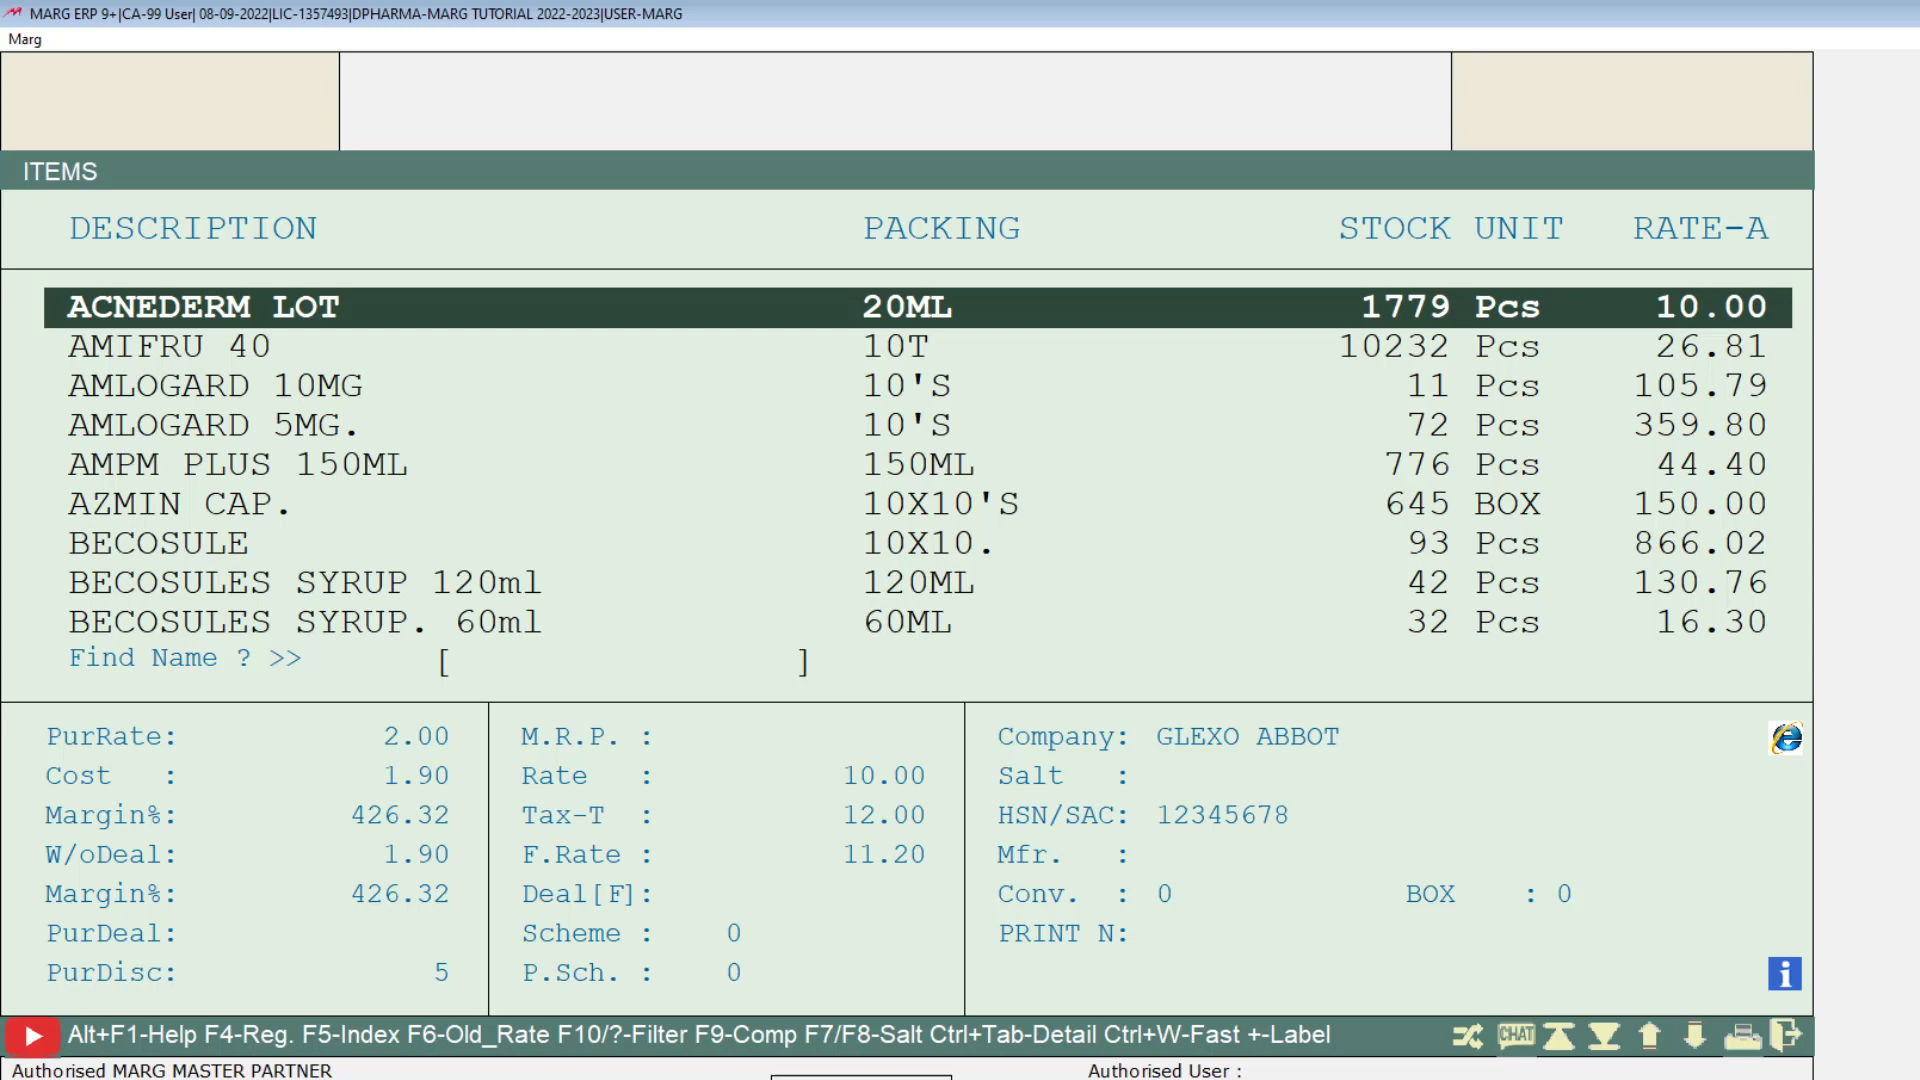 MARG ERP 9+|CA-99 User| 08-09-2022|LIC-1357493|DPHARMA-MARG TUTORIAL 2022-2023|USER-MARG
Marg
ITEMS
DESCRIPTION PACKING STOCK UNIT RATE-A
ACNEDERM LOT 20ML 1779 Pcs 10.00
AMIFRU 40 10T 10232 Pcs 26.81
AMLOGARD 10MG 10'S 11 Pcs 105.79
AMLOGARD 5MG. 10'S 72 Pcs 359.80
AMPM PLUS 150ML 150ML 776 Pcs 44.40
AZMIN CAP. 10X10'S 645 BOX 150.00
BECOSULE 10X10. 93 Pcs 866.02
BECOSULES SYRUP 120ml 120ML 42 Pcs 130.76
BECOSULES SYRUP. 60ml 60ML 32 Pcs 16.30
Find Name ? >> [ ]
PurRate: 2.00 M.R.P. : Company: GLEXO ABBOT
Cost : 1.90 Rate : 10.00 Salt :
Margin%: 426.32 Tax-T : 12.00 HSN/SAC: 12345678
W/oDeal: 1.90 F.Rate : 11.20 Mfr. :
Margin%: 426.32 Deal[F]: Conv. : 0 BOX : 0
PurDeal: Scheme : 0 PRINT N:
PurDisc: 5 P.Sch. : 0
Alt+F1-Help F4-Reg. F5-Index F6-Old_Rate F10/?-Filter F9-Comp F7/F8-Salt Ctrl+Tab-Detail Ctrl+W-Fast +-Label CHAT
Authorised MARG MASTER PARTNER Authorised User :